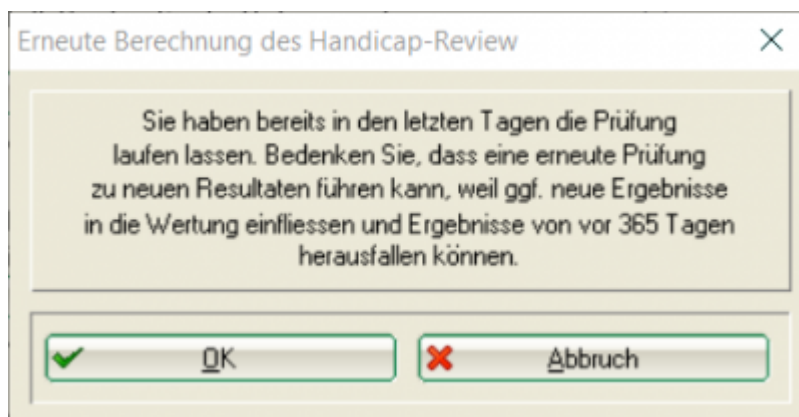 Erneute Berechnung des Handicap-Review
Sie haben bereits in den letzten Tagen die Prüfung
laufen lassen. Bedenken Sie, dass eine erneute Prüfung
zu neuen Resultaten führen kann, weil ggf. neue Ergebnisse
in die Wertung einfliessen und Ergebnisse von vor 365 Tagen
herausfallen können.
OK
Abbruch